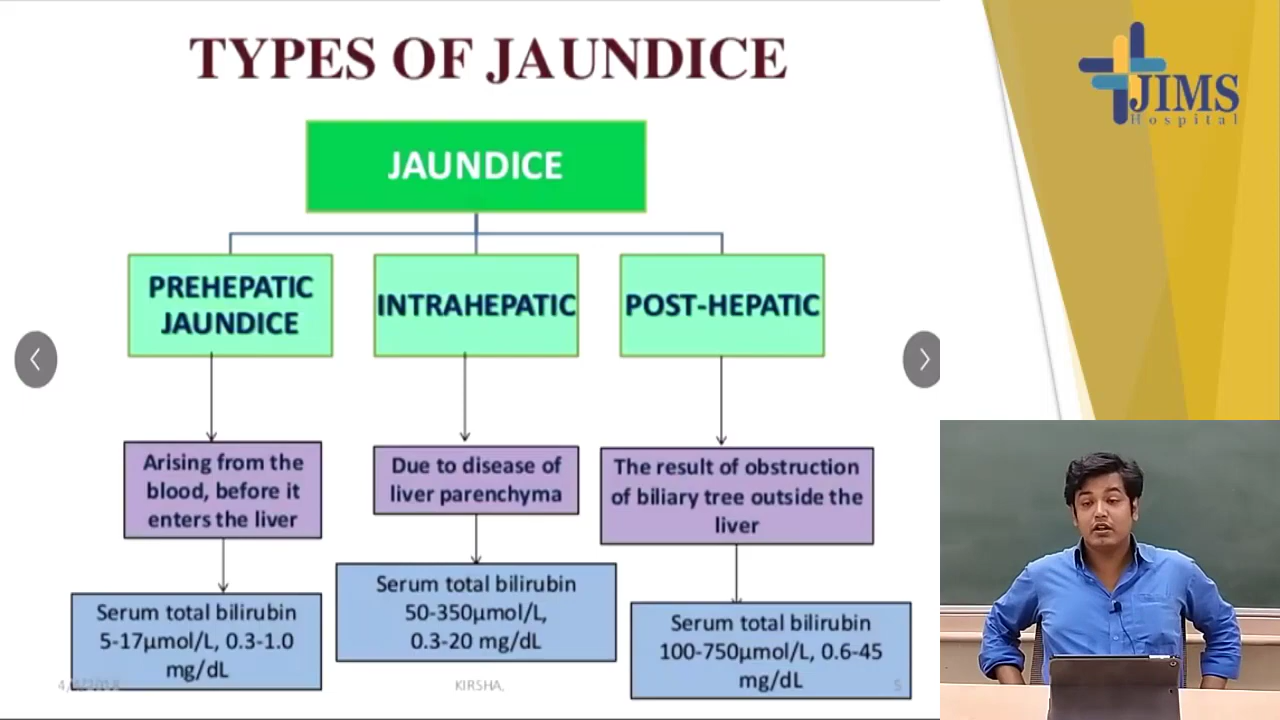 TYPES OF JAUNDICE
JIMS
Hospital
JAUNDICE
PREHEPATIC
JAUNDICE
INTRAHEPATIC
POST-HEPATIC
Arising from the
blood, before it
enters the liver
Due to disease of
liver parenchyma
The result of obstruction
of biliary tree outside the
liver
Serum total bilirubin
5-17µmol/L, 0.3-1.0
mg/dL
Serum total bilirubin
50-350µmol/L,
0.3-20 mg/dL
Serum total bilirubin
100-750µmol/L, 0.6-45
mg/dL
KIRSHA,
5